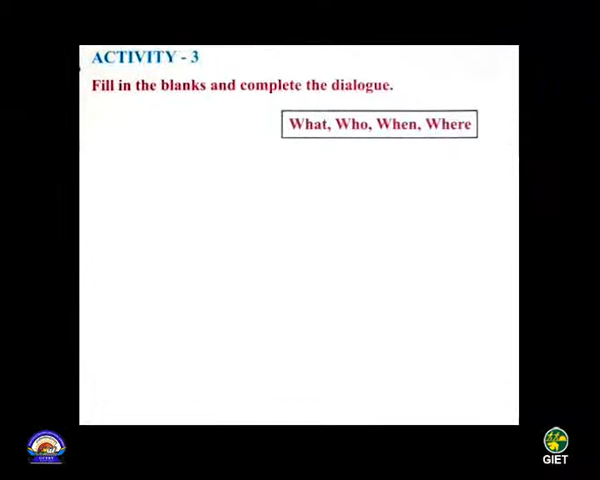 ACTIVITY - 3
Fill in the blanks and complete the dialogue.
What, Who, When, Where
GIET